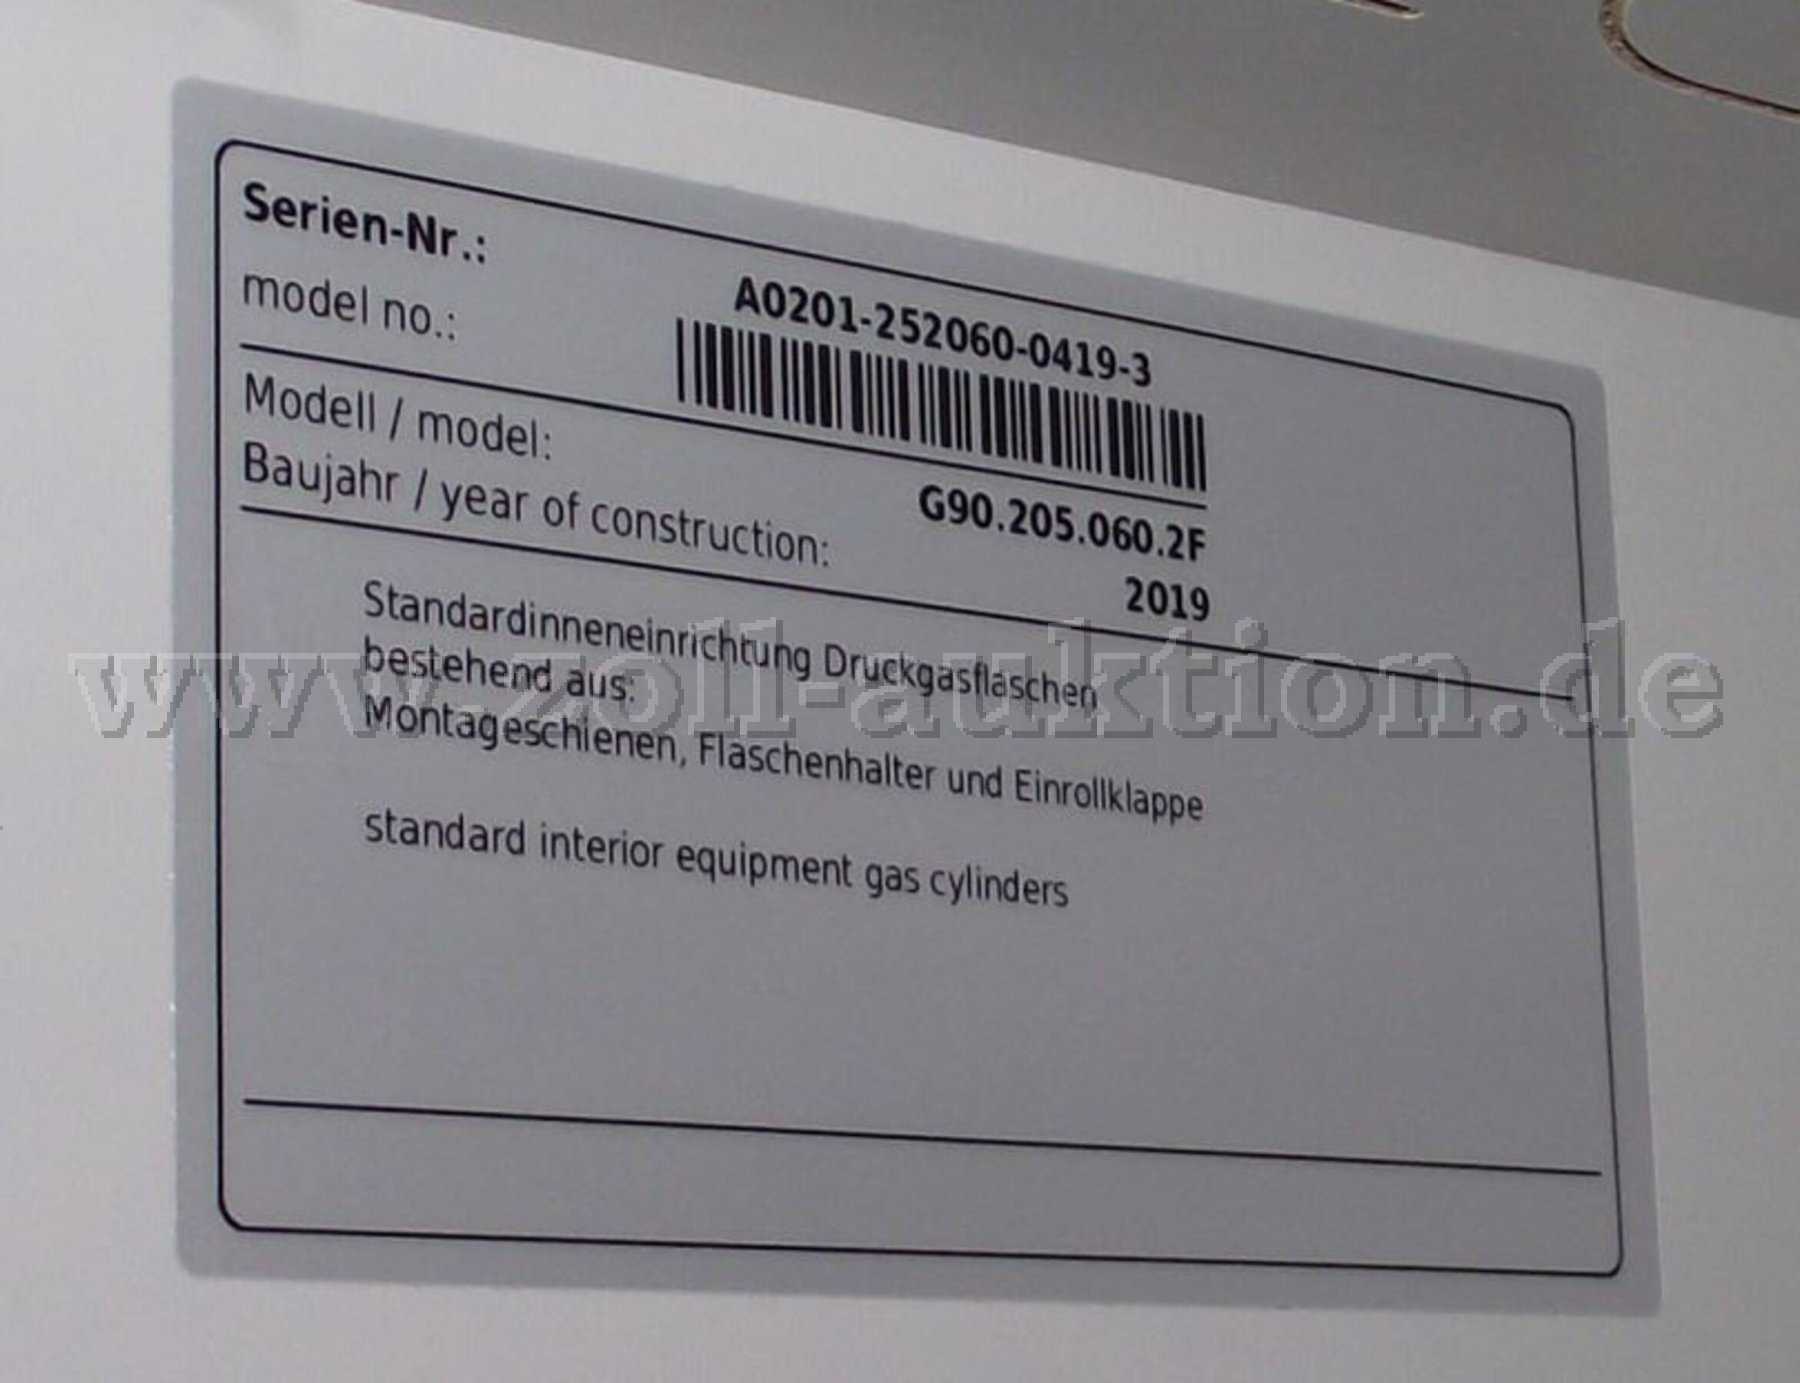 Serien-Nr.:
model no.:
A0201-252060-0419-3
Modell / model:
G90.205.060.2F
Baujahr / year of construction:
2019
Standardinneneinrichtung Druckgasflaschen
bestehend aus:
Montageschienen, Flaschenhalter und Einrollklappe
standard interior equipment gas cylinders
www.zoll-auktion.de